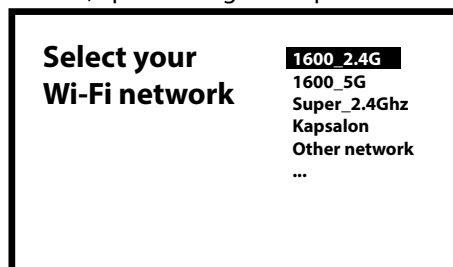 Select your
Wi-Fi network
1600_2.4G
1600_5G
Super_2.4Ghz
Kapsalon
Other network
...